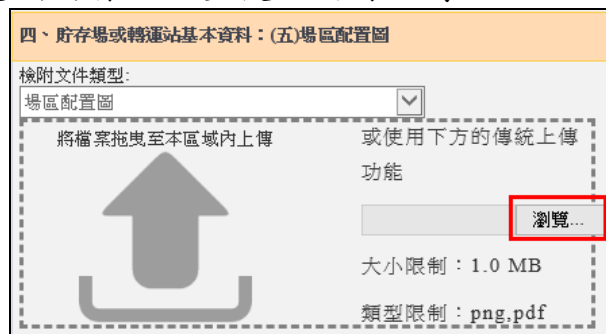 四、貯存場或轉運站基本資料：(五)場區配置圖
檢附文件類型:
場區配置圖
將檔案拖曳至本區域內上傳
或使用下方的傳統上傳
功能
瀏覽...
大小限制：1.0 MB
類型限制：png,pdf